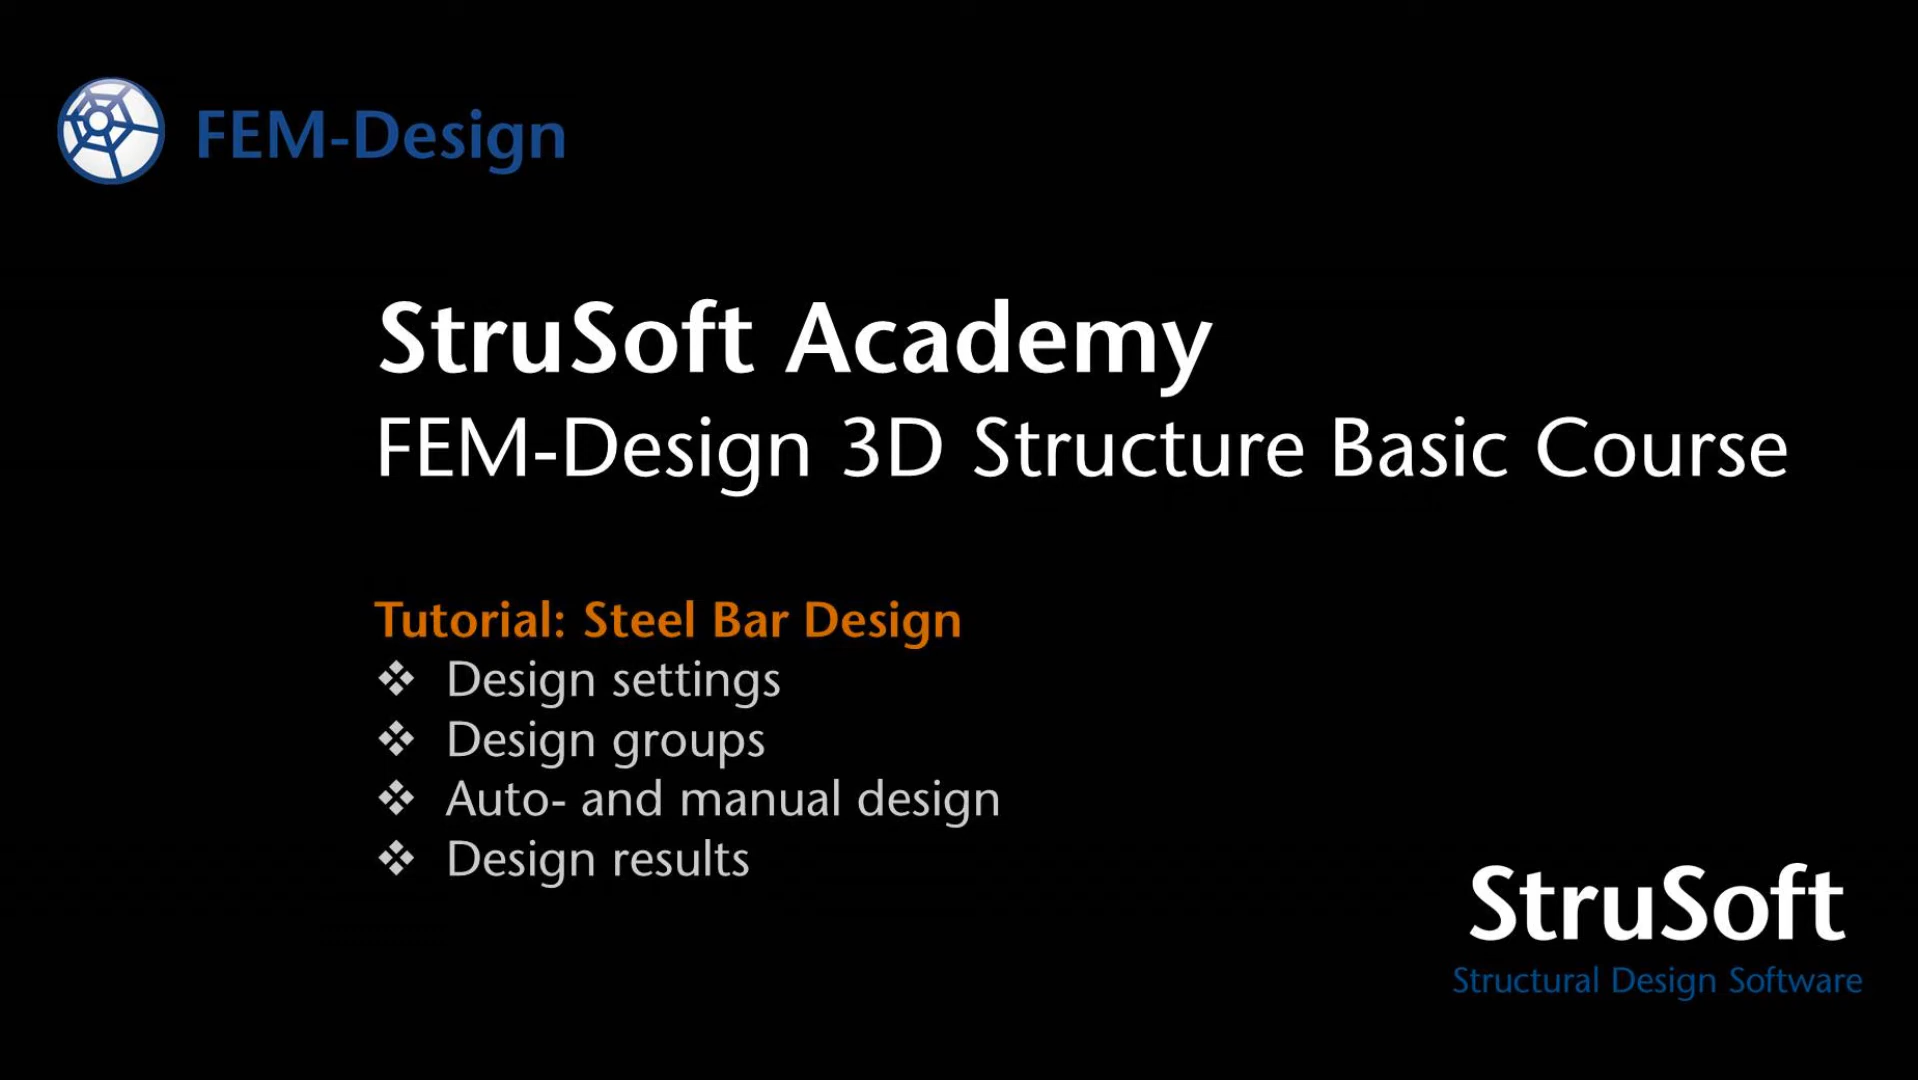 FEM-Design
StruSoft Academy
FEM-Design 3D Structure Basic Course
Tutorial: Steel Bar Design
❖ Design settings
❖ Design groups
❖ Auto- and manual design
❖ Design results
StruSoft
Structural Design Software